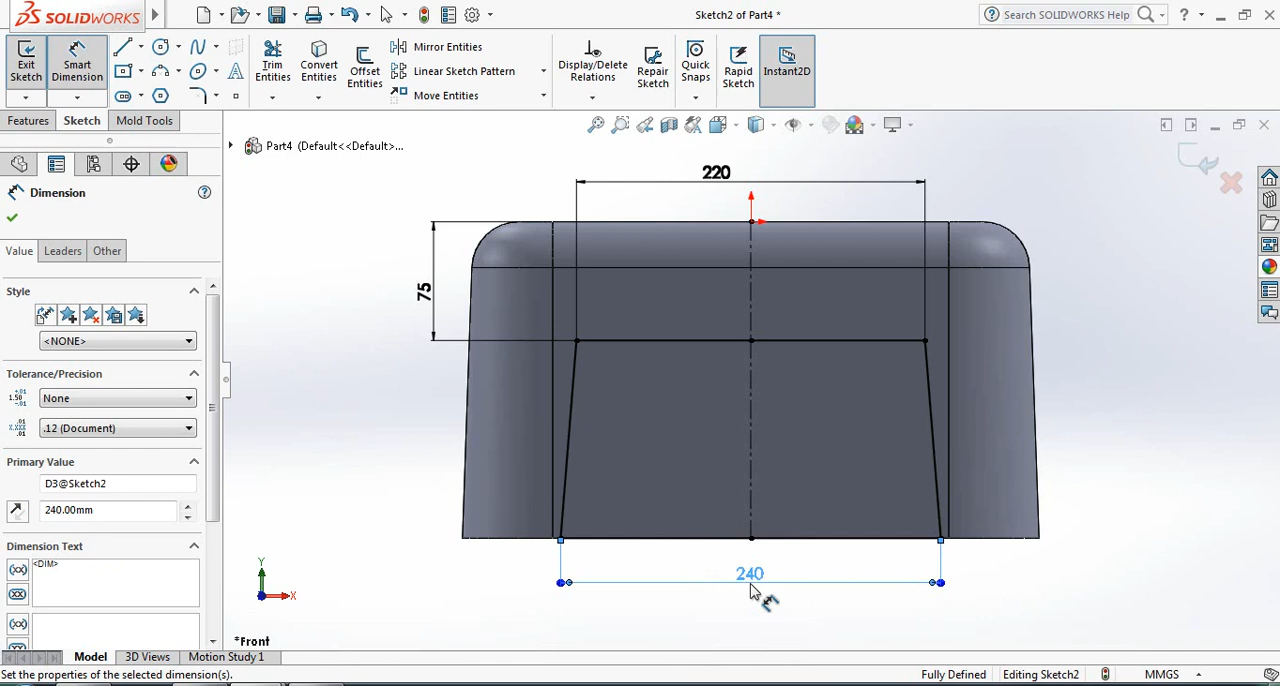 SOLIDWORKS
Sketch2 of Part4 *
Search SOLIDWORKS Help
?
Exit Sketch
Smart Dimension
Trim Entities
Convert Entities
Offset Entities
Mirror Entities
Linear Sketch Pattern
Move Entities
Display/Delete Relations
Repair Sketch
Quick Snaps
Rapid Sketch
Instant2D
Features
Sketch
Mold Tools
Part4 (Default<<Default>...
Dimension
Value
Leaders
Other
Style
<NONE>
Tolerance/Precision
None
.12 (Document)
Primary Value
D3@Sketch2
240.00mm
Dimension Text
<DIM>
(xx)
220
75
240
Y
X
*Front
Model
3D Views
Motion Study 1
Set the properties of the selected dimension(s).
Fully Defined
Editing Sketch2
MMGS